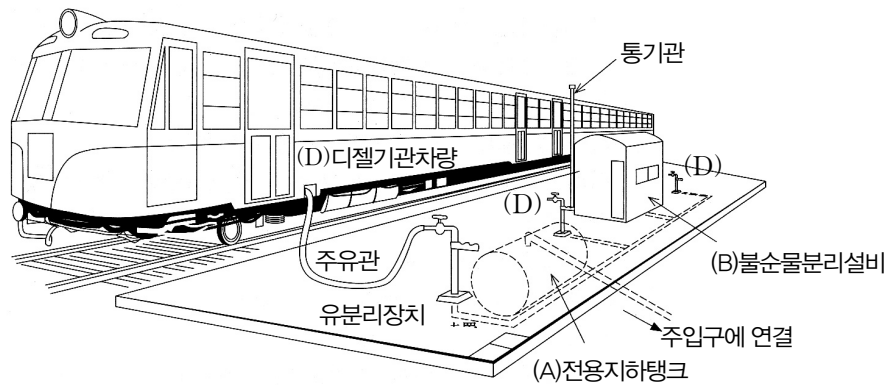 통기관
(D)디젤기관차량
(D)
(D)
주유관
(B)불순물분리설비
유분리장치
주입구에 연결
(A)전용지하탱크